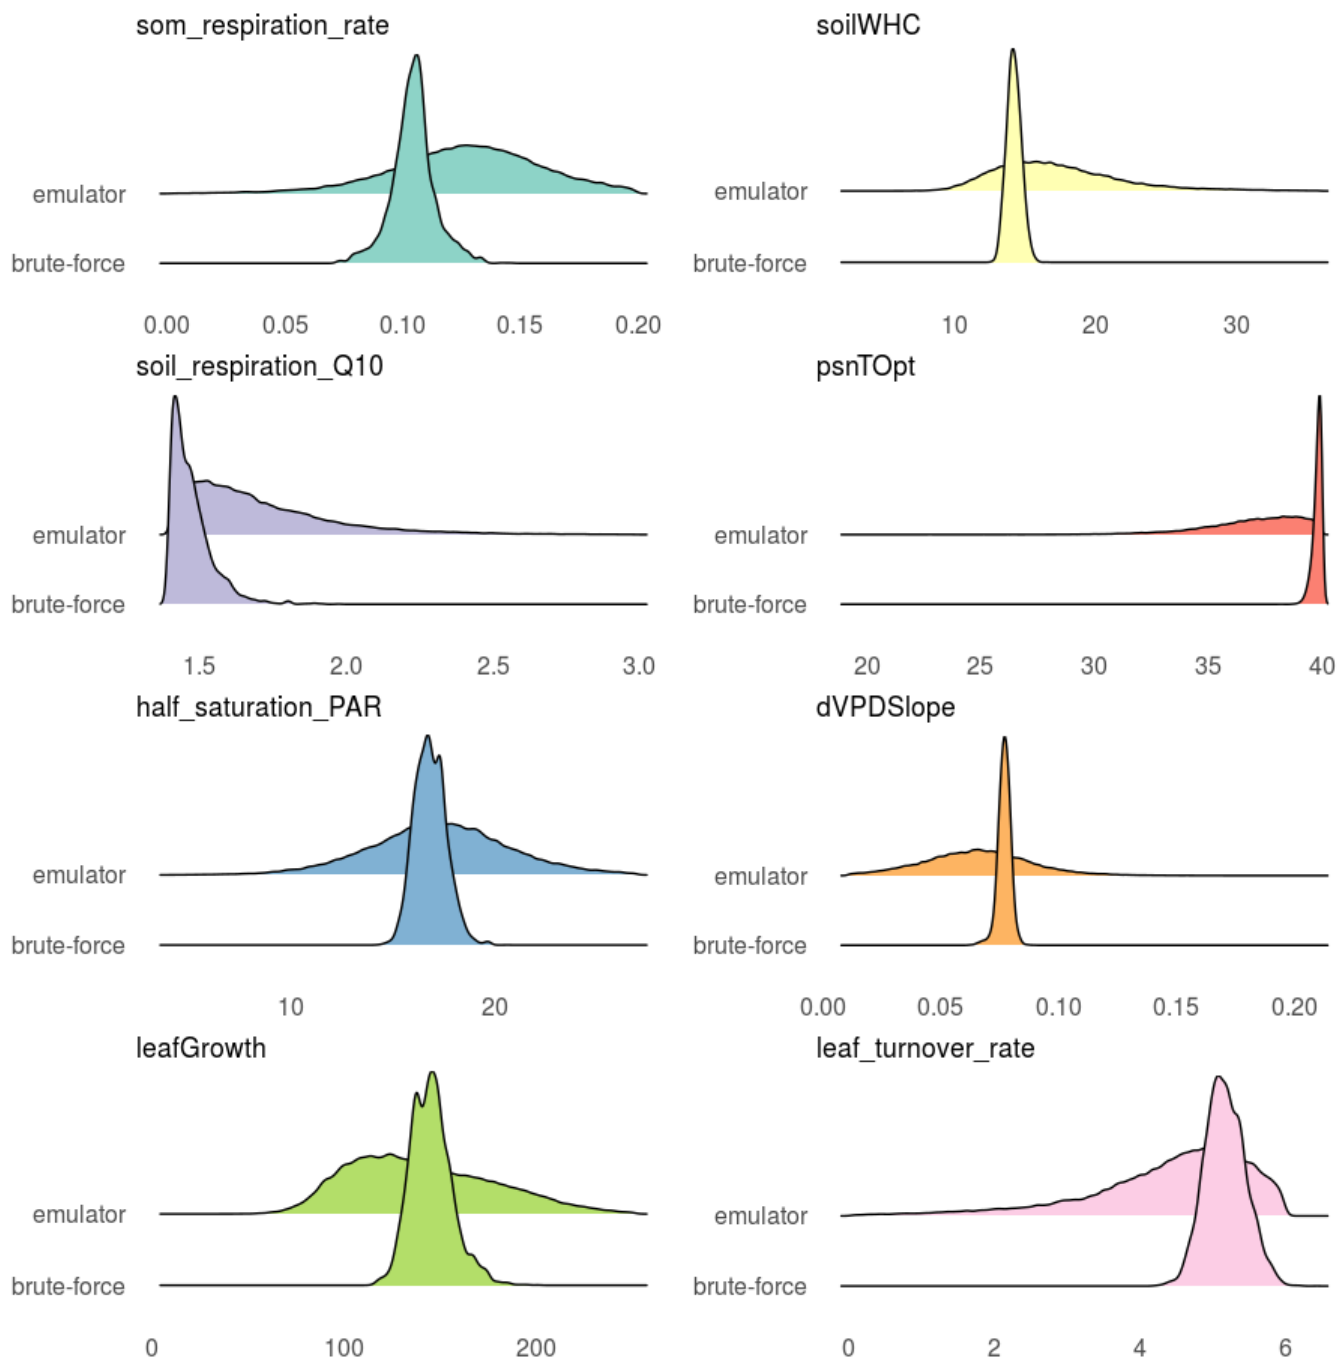 som_respiration_rate
soilWHC
emulator
emulator
brute-force
brute-force
0.00 0.05 0.10 0.15 0.20
10 20 30
soil_respiration_Q10
psnTOpt
emulator
emulator
brute-force
brute-force
1.5 2.0 2.5 3.0
20 25 30 35 40
half_saturation_PAR
dVPDSlope
emulator
emulator
brute-force
brute-force
10 20
0.00 0.05 0.10 0.15 0.20
leafGrowth
leaf_turnover_rate
emulator
emulator
brute-force
brute-force
0 100 200
0 2 4 6